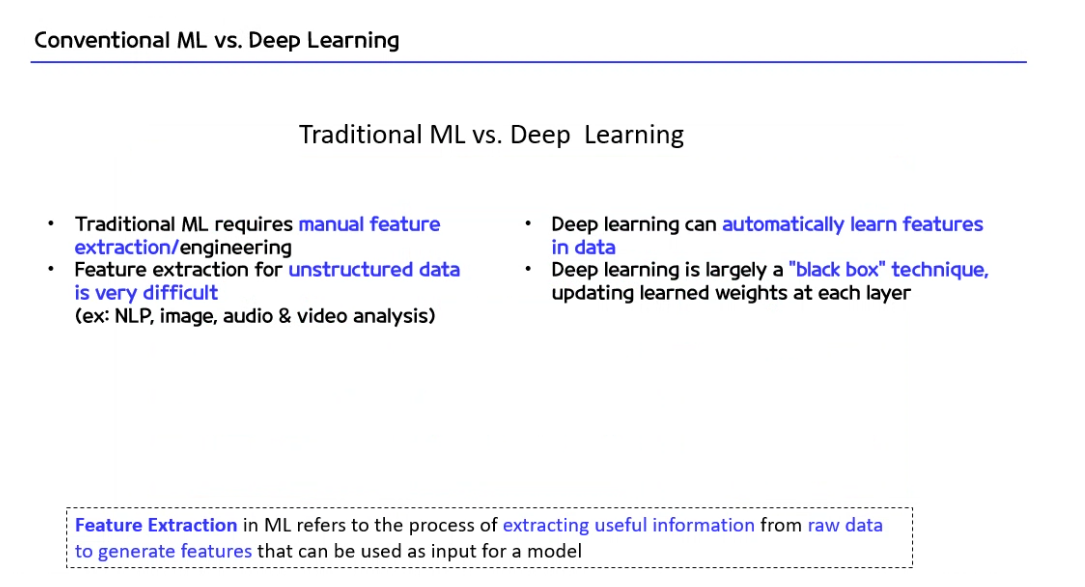 Conventional ML vs. Deep Learning
Traditional ML vs. Deep  Learning
• Traditional ML requires manual feature
extraction/engineering
• Feature extraction for unstructured data
is very difficult
(ex: NLP, image, audio & video analysis)
• Deep learning can automatically learn features
in data
• Deep learning is largely a "black box" technique,
updating learned weights at each layer
Feature Extraction in ML refers to the process of extracting useful information from raw data
to generate features that can be used as input for a model